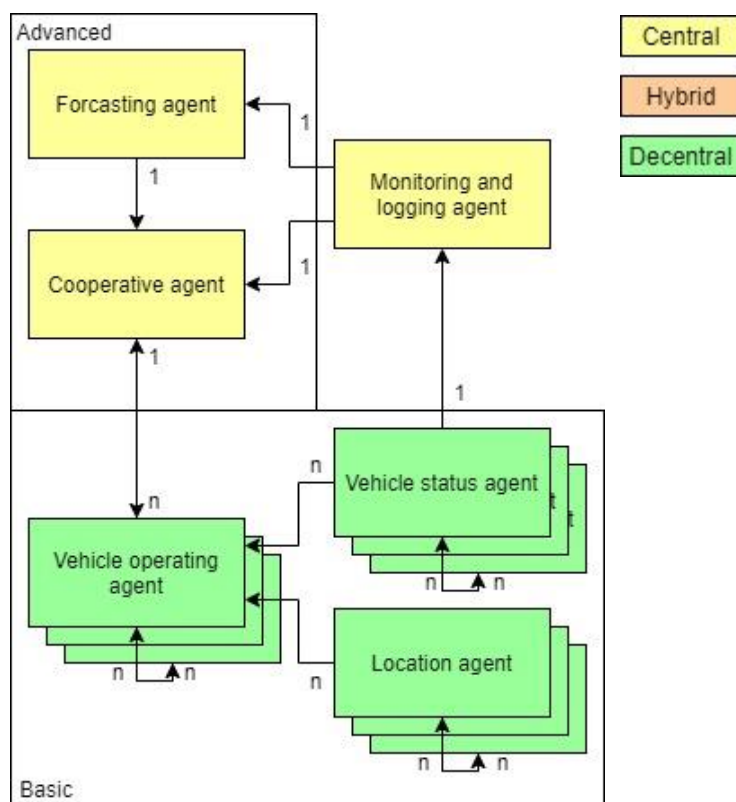 Advanced
Central
Forcasting agent
Hybrid
1
Decentral
1
Monitoring and
logging agent
Cooperative agent
1
1
1
n
Vehicle status agent
t
t
n
Vehicle operating
agent
n
n
n
n
n
Location agent
n
n
Basic